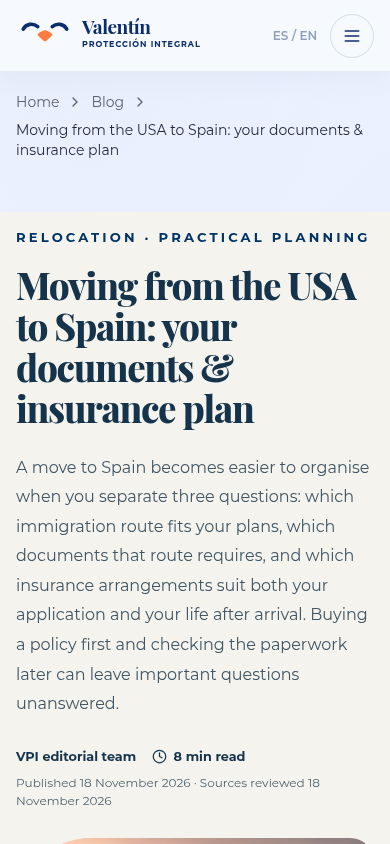 Valentín
PROTECCIÓN INTEGRAL
ES / EN
Home > Blog >
Moving from the USA to Spain: your documents &
insurance plan
RELOCATION · PRACTICAL PLANNING
Moving from the USA
to Spain: your
documents &
insurance plan
A move to Spain becomes easier to organise
when you separate three questions: which
immigration route fits your plans, which
documents that route requires, and which
insurance arrangements suit both your
application and your life after arrival. Buying
a policy first and checking the paperwork
later can leave important questions
unanswered.
VPI editorial team 8 min read
Published 18 November 2026 · Sources reviewed 18
November 2026